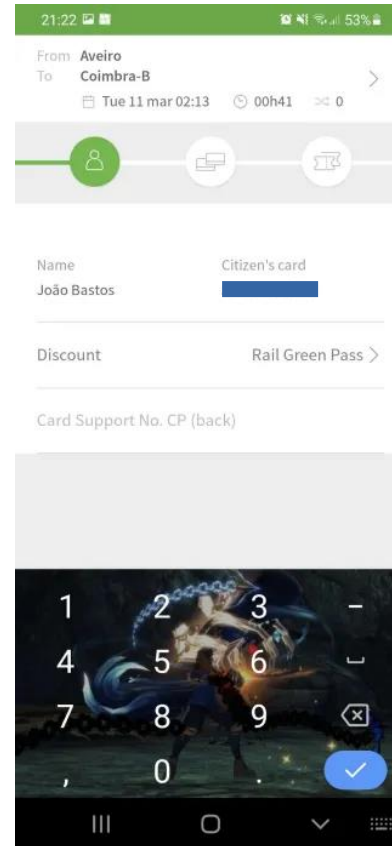 21:22 53%
From Aveiro
To Coimbra-B
Tue 11 mar 02:13 00h41 0
Name Citizen's card
João Bastos
Discount Rail Green Pass
Card Support No. CP (back)
1 2 3 -
4 5 6
7 8 9
, 0 .